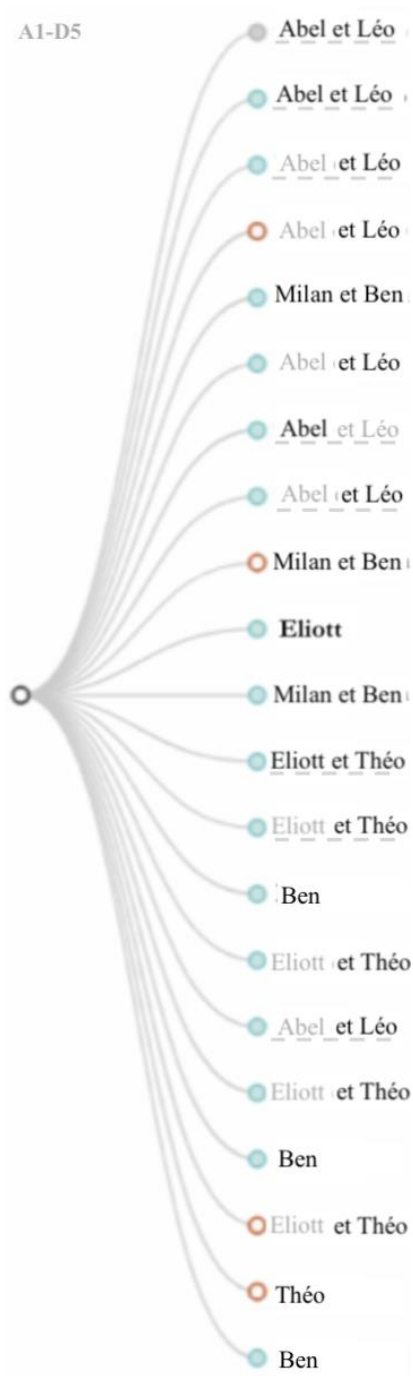 A1-D5
Abel et Léo
Abel et Léo
Abel et Léo
Abel et Léo
Milan et Ben
Abel et Léo
Abel et Léo
Abel et Léo
Milan et Ben
Eliott
Milan et Ben
Eliott et Théo
Eliott et Théo
Ben
Eliott et Théo
Abel et Léo
Eliott et Théo
Ben
Eliott et Théo
Théo
Ben